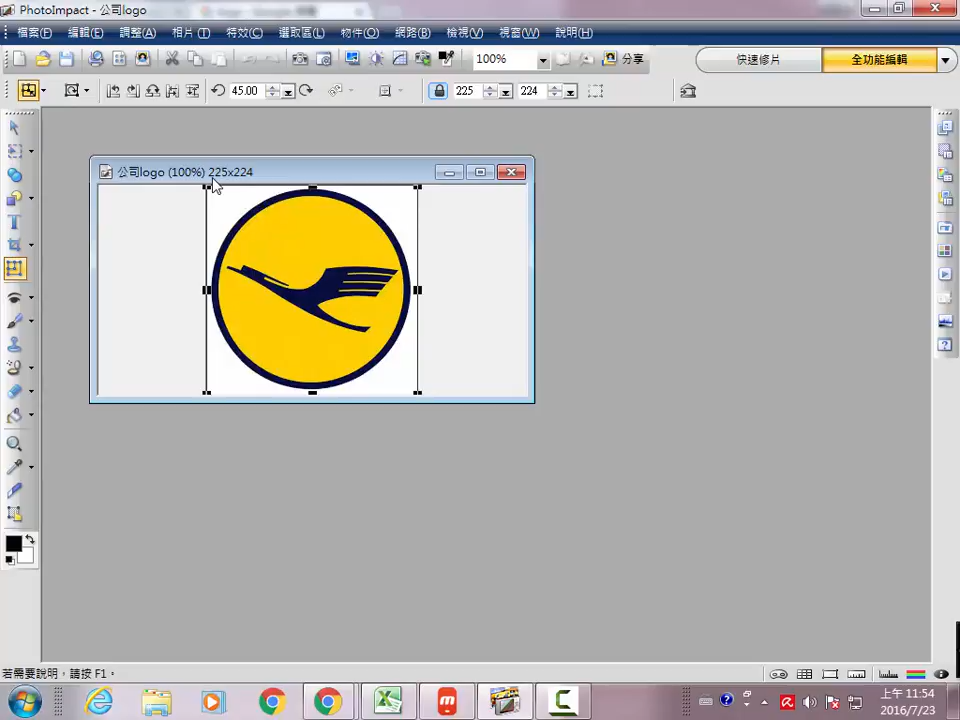 PhotoImpact - 公司logo
檔案(F) 編輯(E) 調整(A) 相片(T) 特效(C) 選取區(L) 物件(O) 網路(B) 檢視(V) 視窗(W) 說明(H)
100% 分享 快速修片 全功能編輯
45.00 225 224
公司logo (100%) 225x224
若需要說明，請按 F1。
上午 11:54
2016/7/23